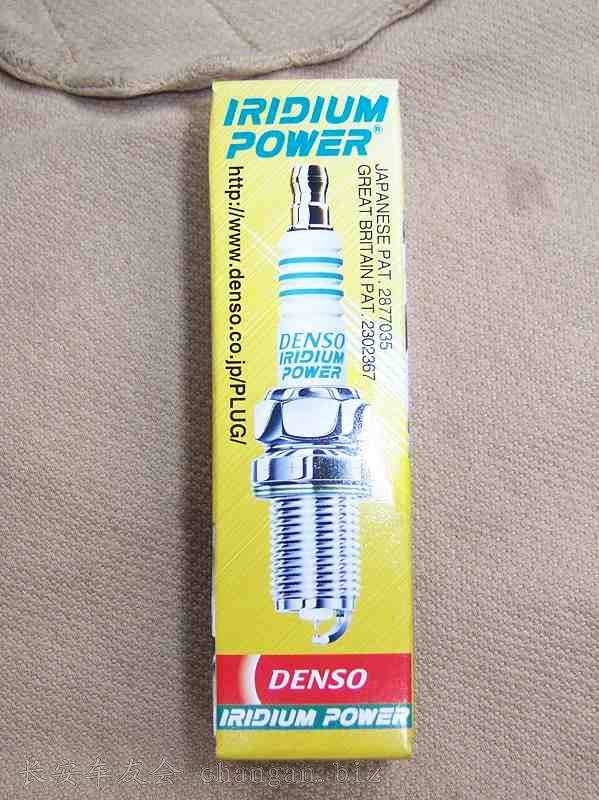 IRIDIUM
POWER®
http://www.denso.co.jp/PLUG/
JAPANESE PAT. 2877035
GREAT BRITAIN PAT. 2302367
DENSO
IRIDIUM
POWER
DENSO
IRIDIUM POWER
长安车友会 changan.biz